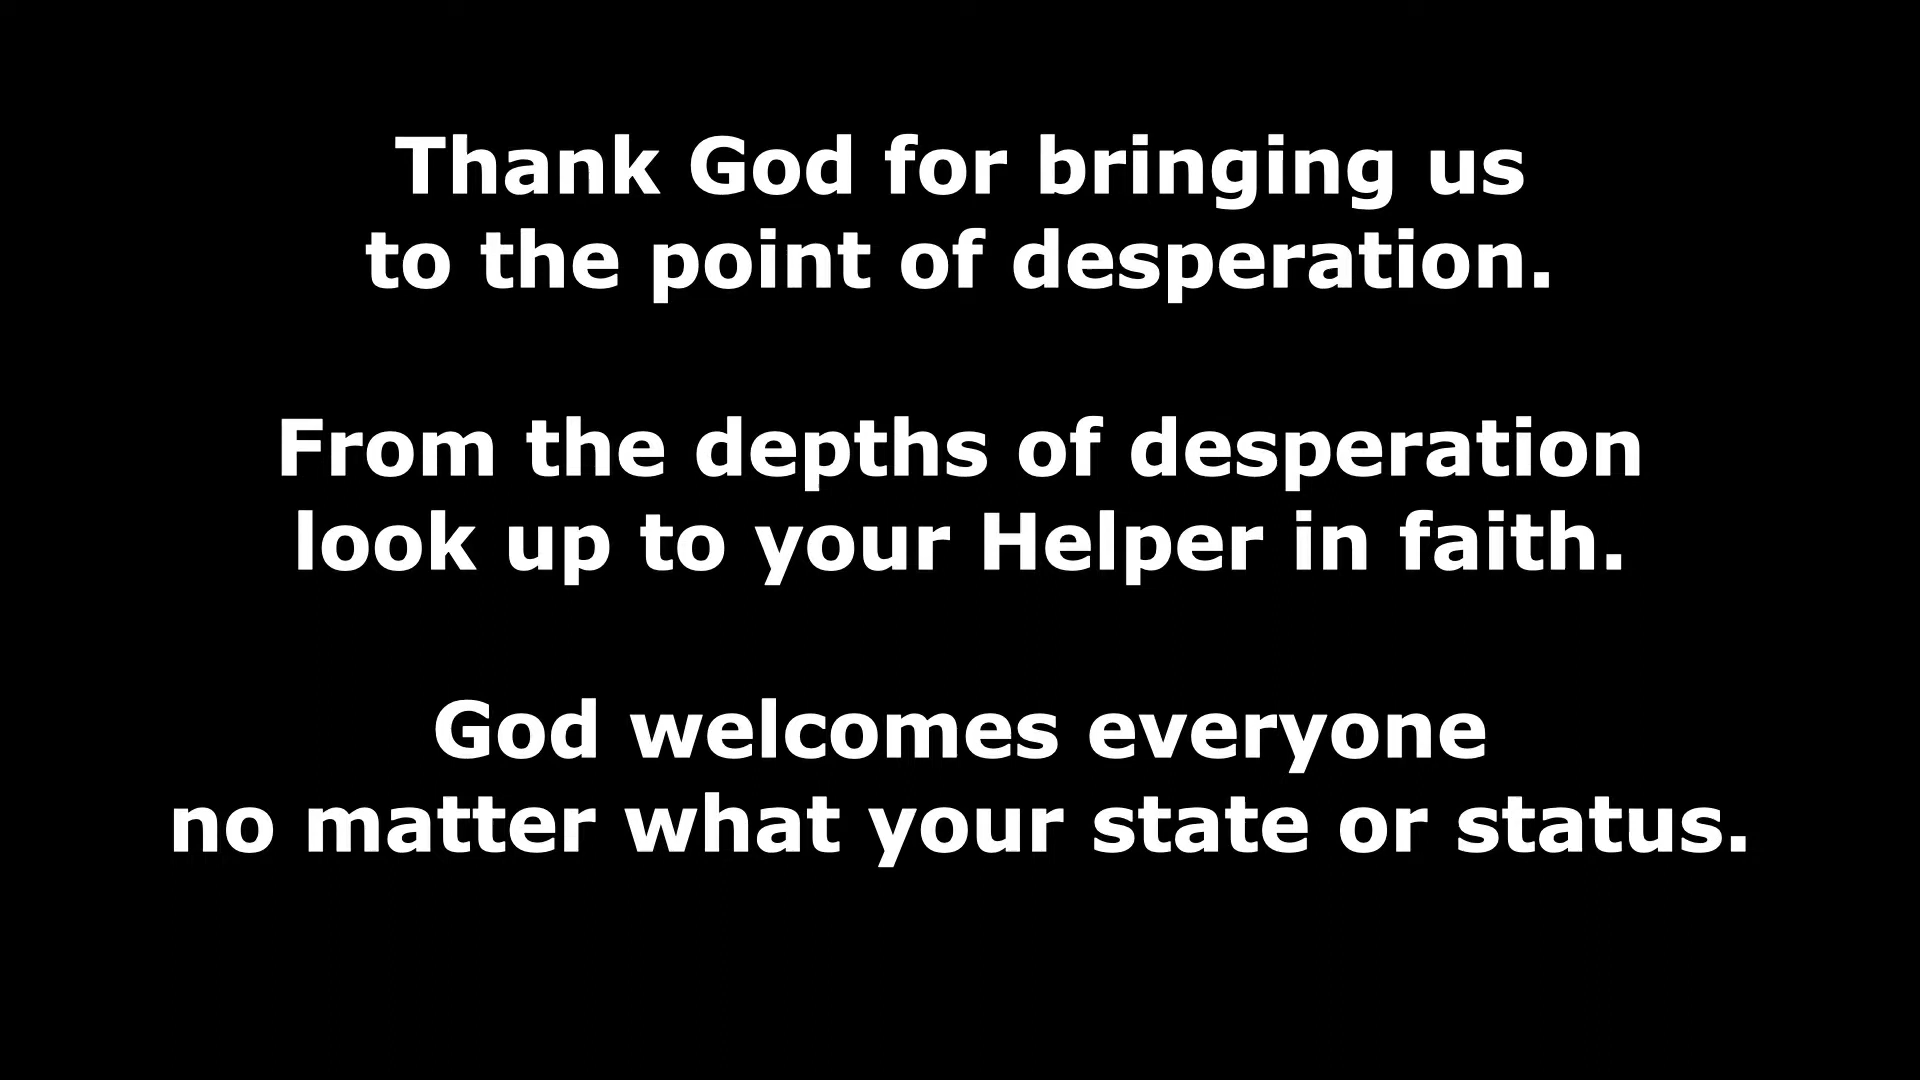 Thank God for bringing us
to the point of desperation.
From the depths of desperation
look up to your Helper in faith.
God welcomes everyone
no matter what your state or status.